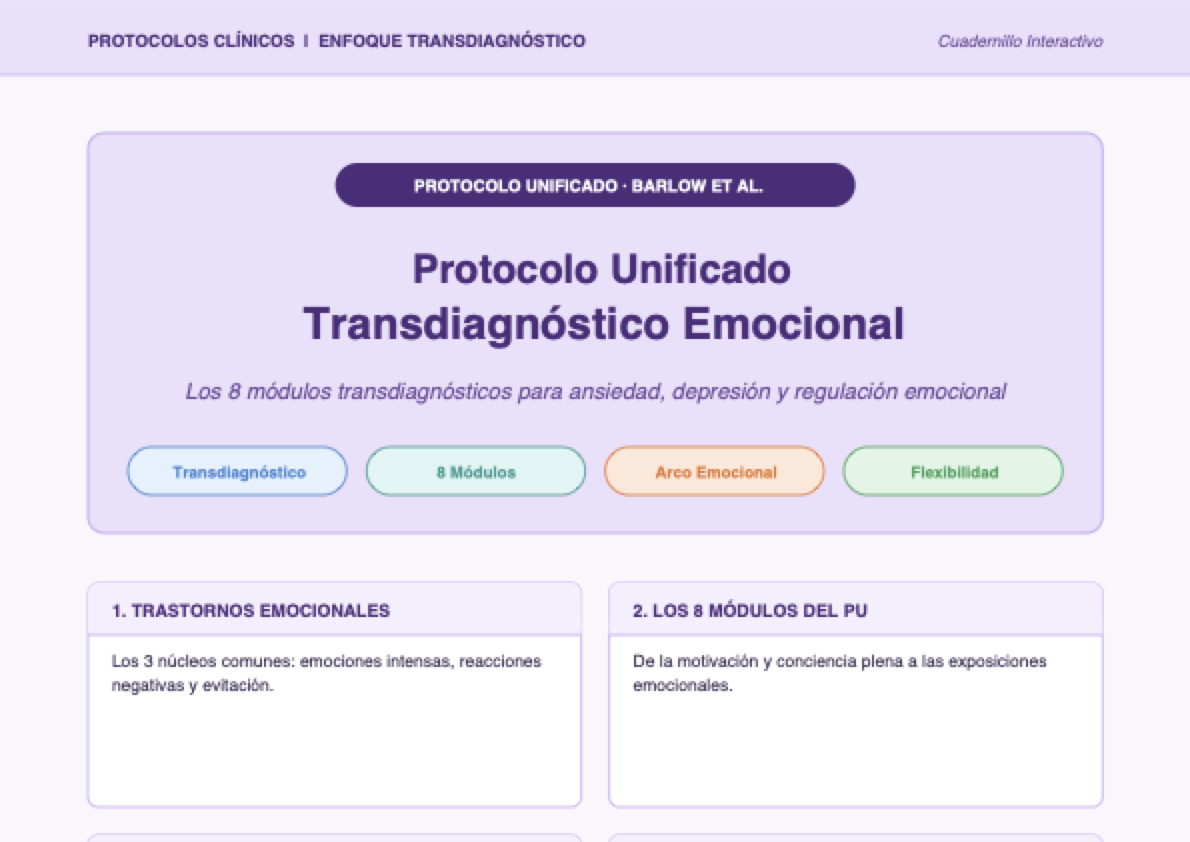 PROTOCOLOS CLÍNICOS | ENFOQUE TRANSDIAGNÓSTICO
Cuadernillo Interactivo
PROTOCOLO UNIFICADO · BARLOW ET AL.
Protocolo Unificado
Transdiagnóstico Emocional
Los 8 módulos transdiagnósticos para ansiedad, depresión y regulación emocional
Transdiagnóstico
8 Módulos
Arco Emocional
Flexibilidad
1. TRASTORNOS EMOCIONALES
Los 3 núcleos comunes: emociones intensas, reacciones
negativas y evitación.
2. LOS 8 MÓDULOS DEL PU
De la motivación y conciencia plena a las exposiciones
emocionales.